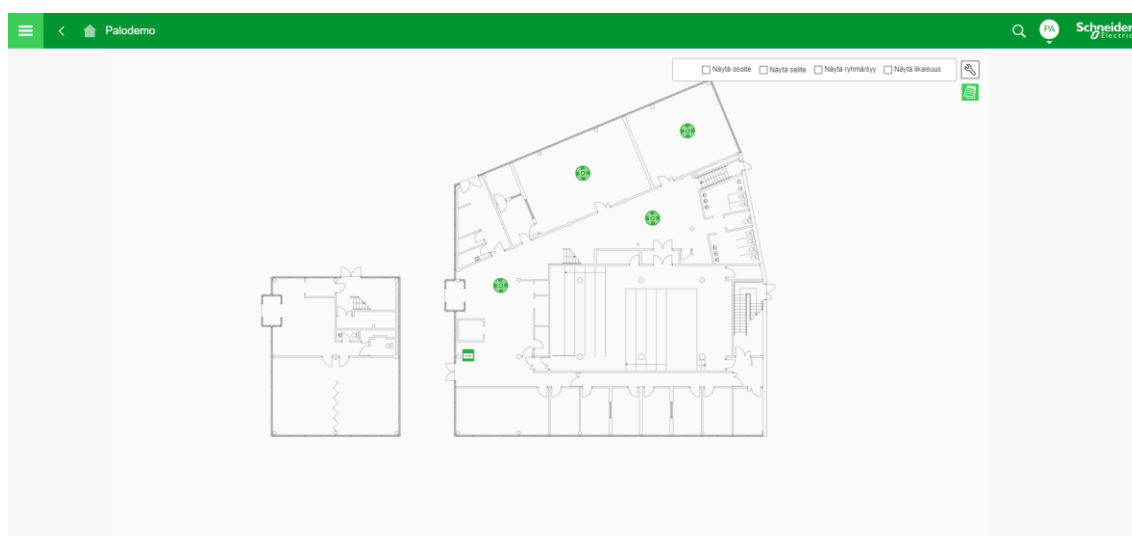 Palodemo
PA
Schneider
Electric
Näytä osoite Näytä selite Näytä ryhmä/syy Näytä likaisuus